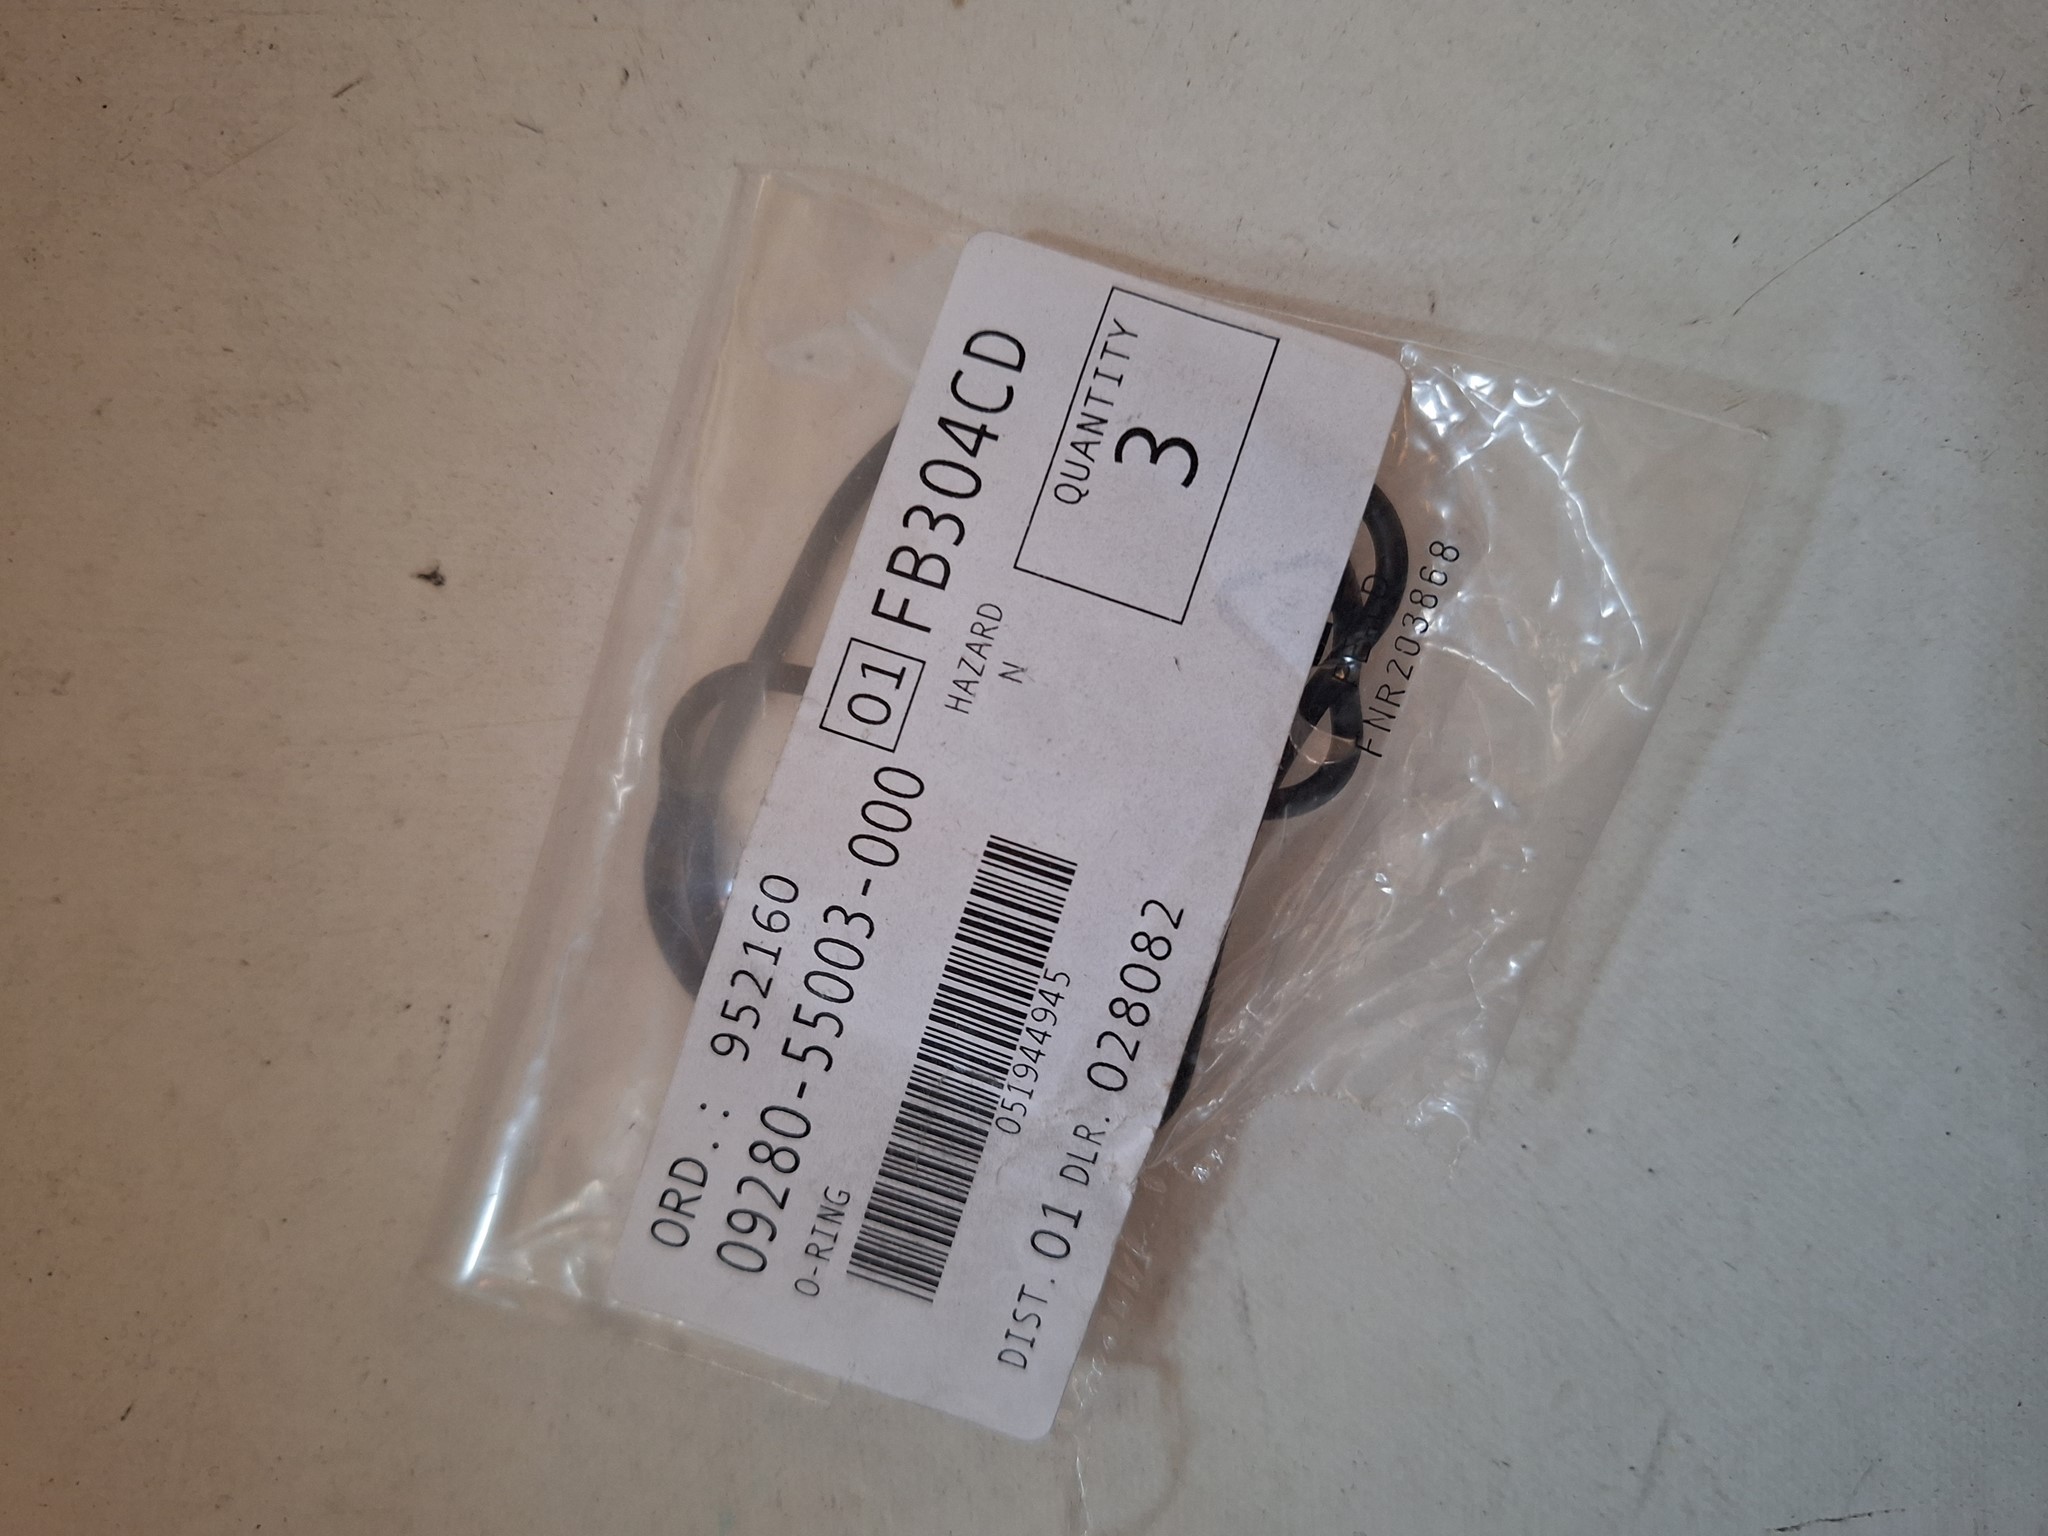 ORD.: 952160
09280-55003-000 01 FB304CD
O-RING
HAZARD
N
QUANTITY
3
0519444945
DIST. 01 DLR. 028082
FNR203868